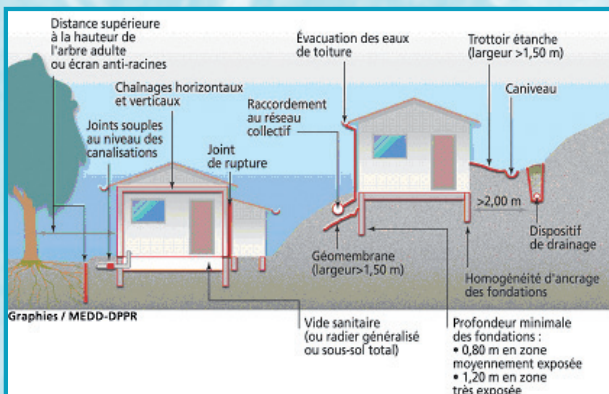 Distance supérieure
à la hauteur de
l'arbre adulte
ou écran anti-racines
Chaînages horizontaux
et verticaux
Joints souples
au niveau des
canalisations
Joint
de rupture
Évacuation des eaux
de toiture
Raccordement
au réseau
collectif
Trottoir étanche
(largeur >1,50 m)
Caniveau
>2,00 m
Dispositif
de drainage
Géomembrane
(largeur>1,50 m)
Homogénéité d'ancrage
des fondations
Graphies / MEDD-DPPR
Vide sanitaire
(ou radier généralisé
ou sous-sol total)
Profondeur minimale
des fondations :
• 0,80 m en zone
moyennement exposée
• 1,20 m en zone
très exposée